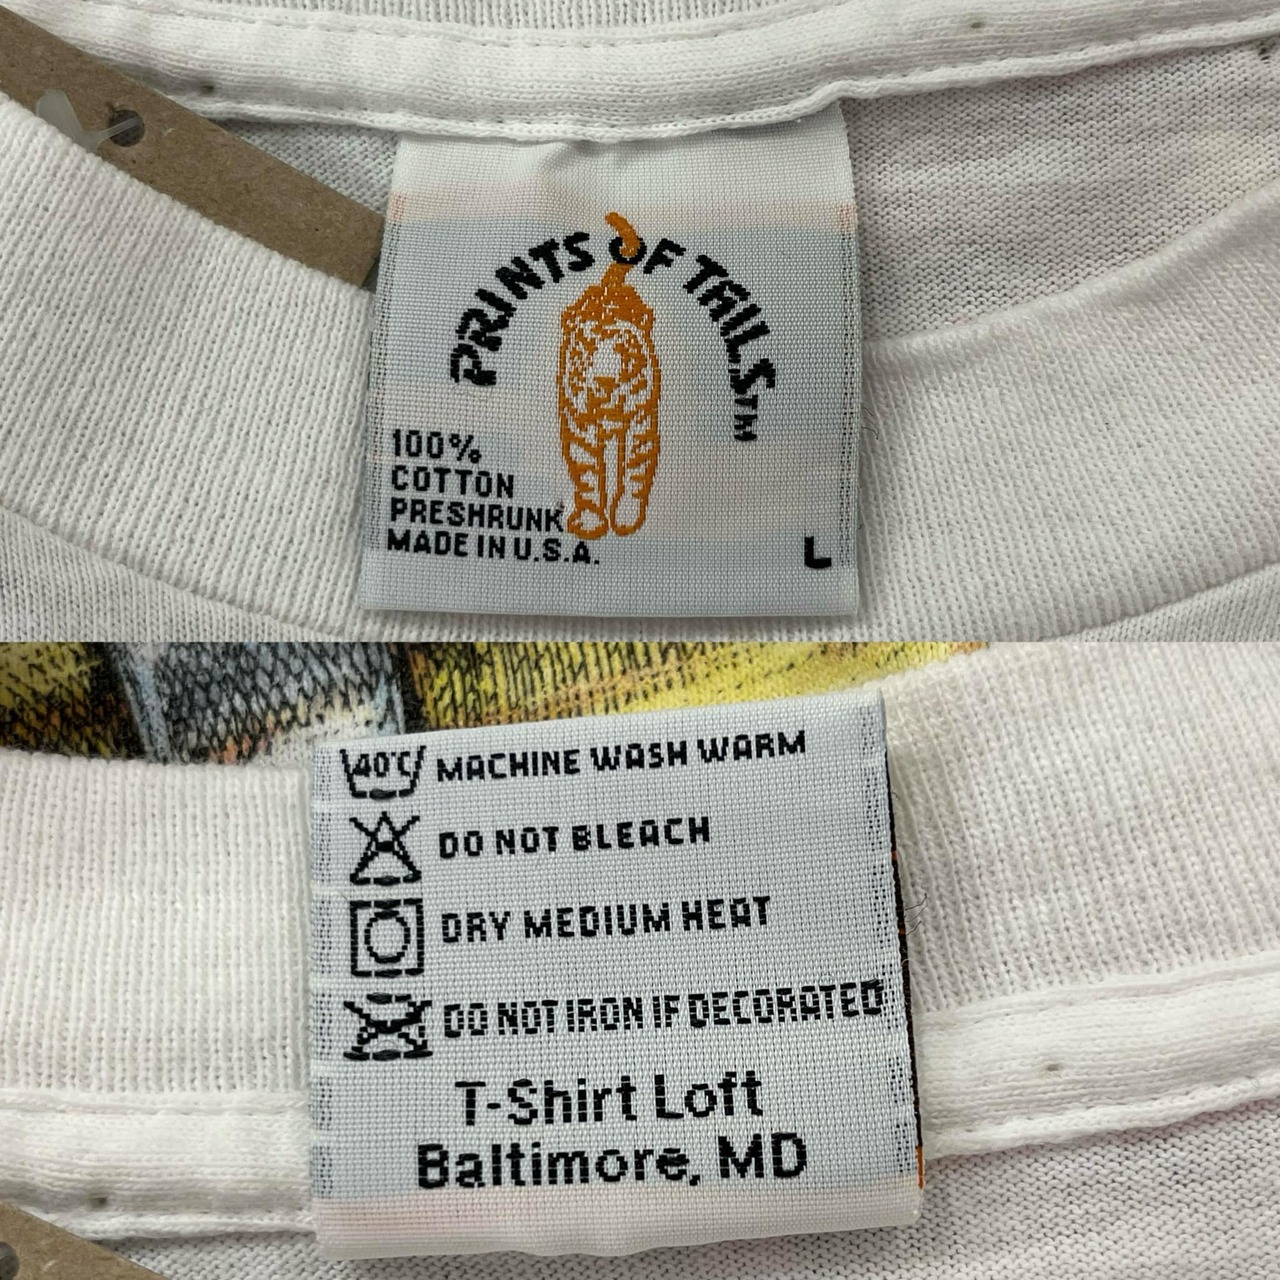 PRINTS OF TAILS™
100%
COTTON
PRESHRUNK
MADE IN U.S.A.
L
40°C MACHINE WASH WARM
DO NOT BLEACH
DRY MEDIUM HEAT
DO NOT IRON IF DECORATED
T-Shirt Loft
Baltimore, MD